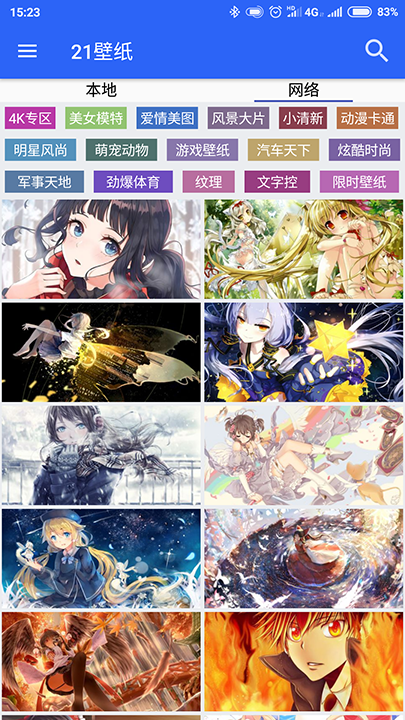 15:23 HD 4G 83%
21壁纸
本地 网络
4K专区 美女模特 爱情美图 风景大片 小清新 动漫卡通
明星风尚 萌宠动物 游戏壁纸 汽车天下 炫酷时尚
军事天地 劲爆体育 纹理 文字控 限时壁纸